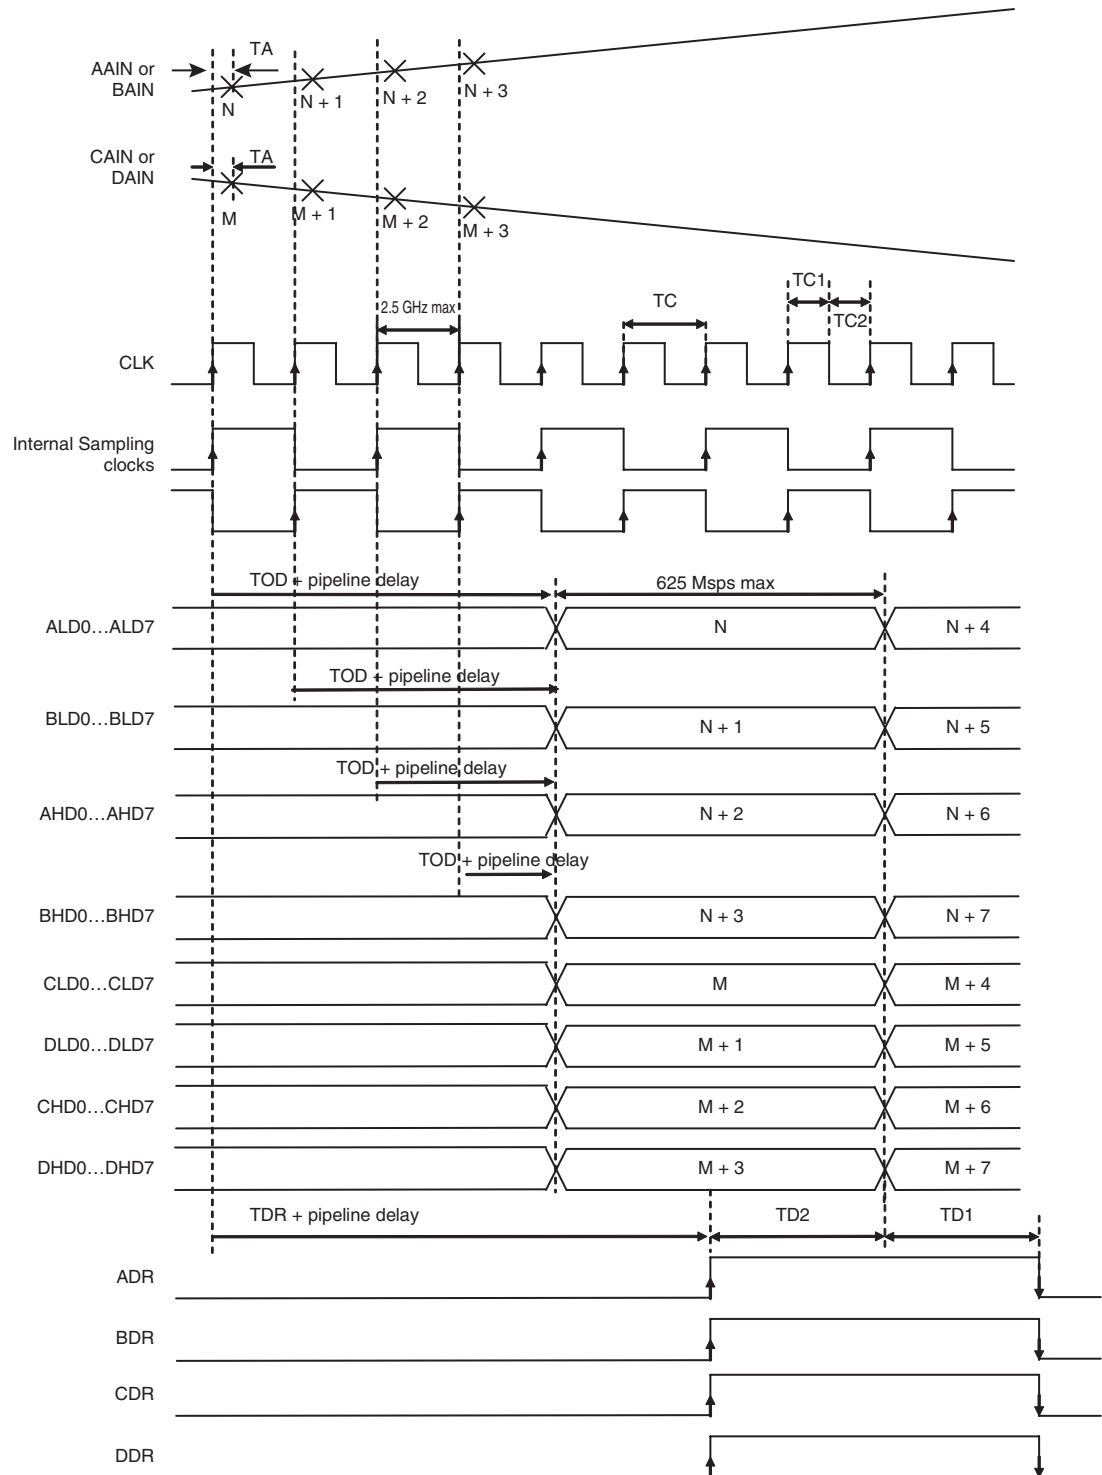 TA
AAIN or
BAIN
N
N + 1
N + 2
N + 3
CAIN or
DAIN
TA
M
M + 1
M + 2
M + 3
TC1
2.5 GHz max
TC
TC2
CLK
Internal Sampling
clocks
TOD + pipeline delay
625 Msps max
ALD0…ALD7
N
N + 4
TOD + pipeline delay
BLD0…BLD7
N + 1
N + 5
TOD + pipeline delay
AHD0…AHD7
N + 2
N + 6
TOD + pipeline delay
BHD0…BHD7
N + 3
N + 7
CLD0…CLD7
M
M + 4
DLD0…DLD7
M + 1
M + 5
CHD0…CHD7
M + 2
M + 6
DHD0…DHD7
M + 3
M + 7
TDR + pipeline delay
TD2
TD1
ADR
BDR
CDR
DDR